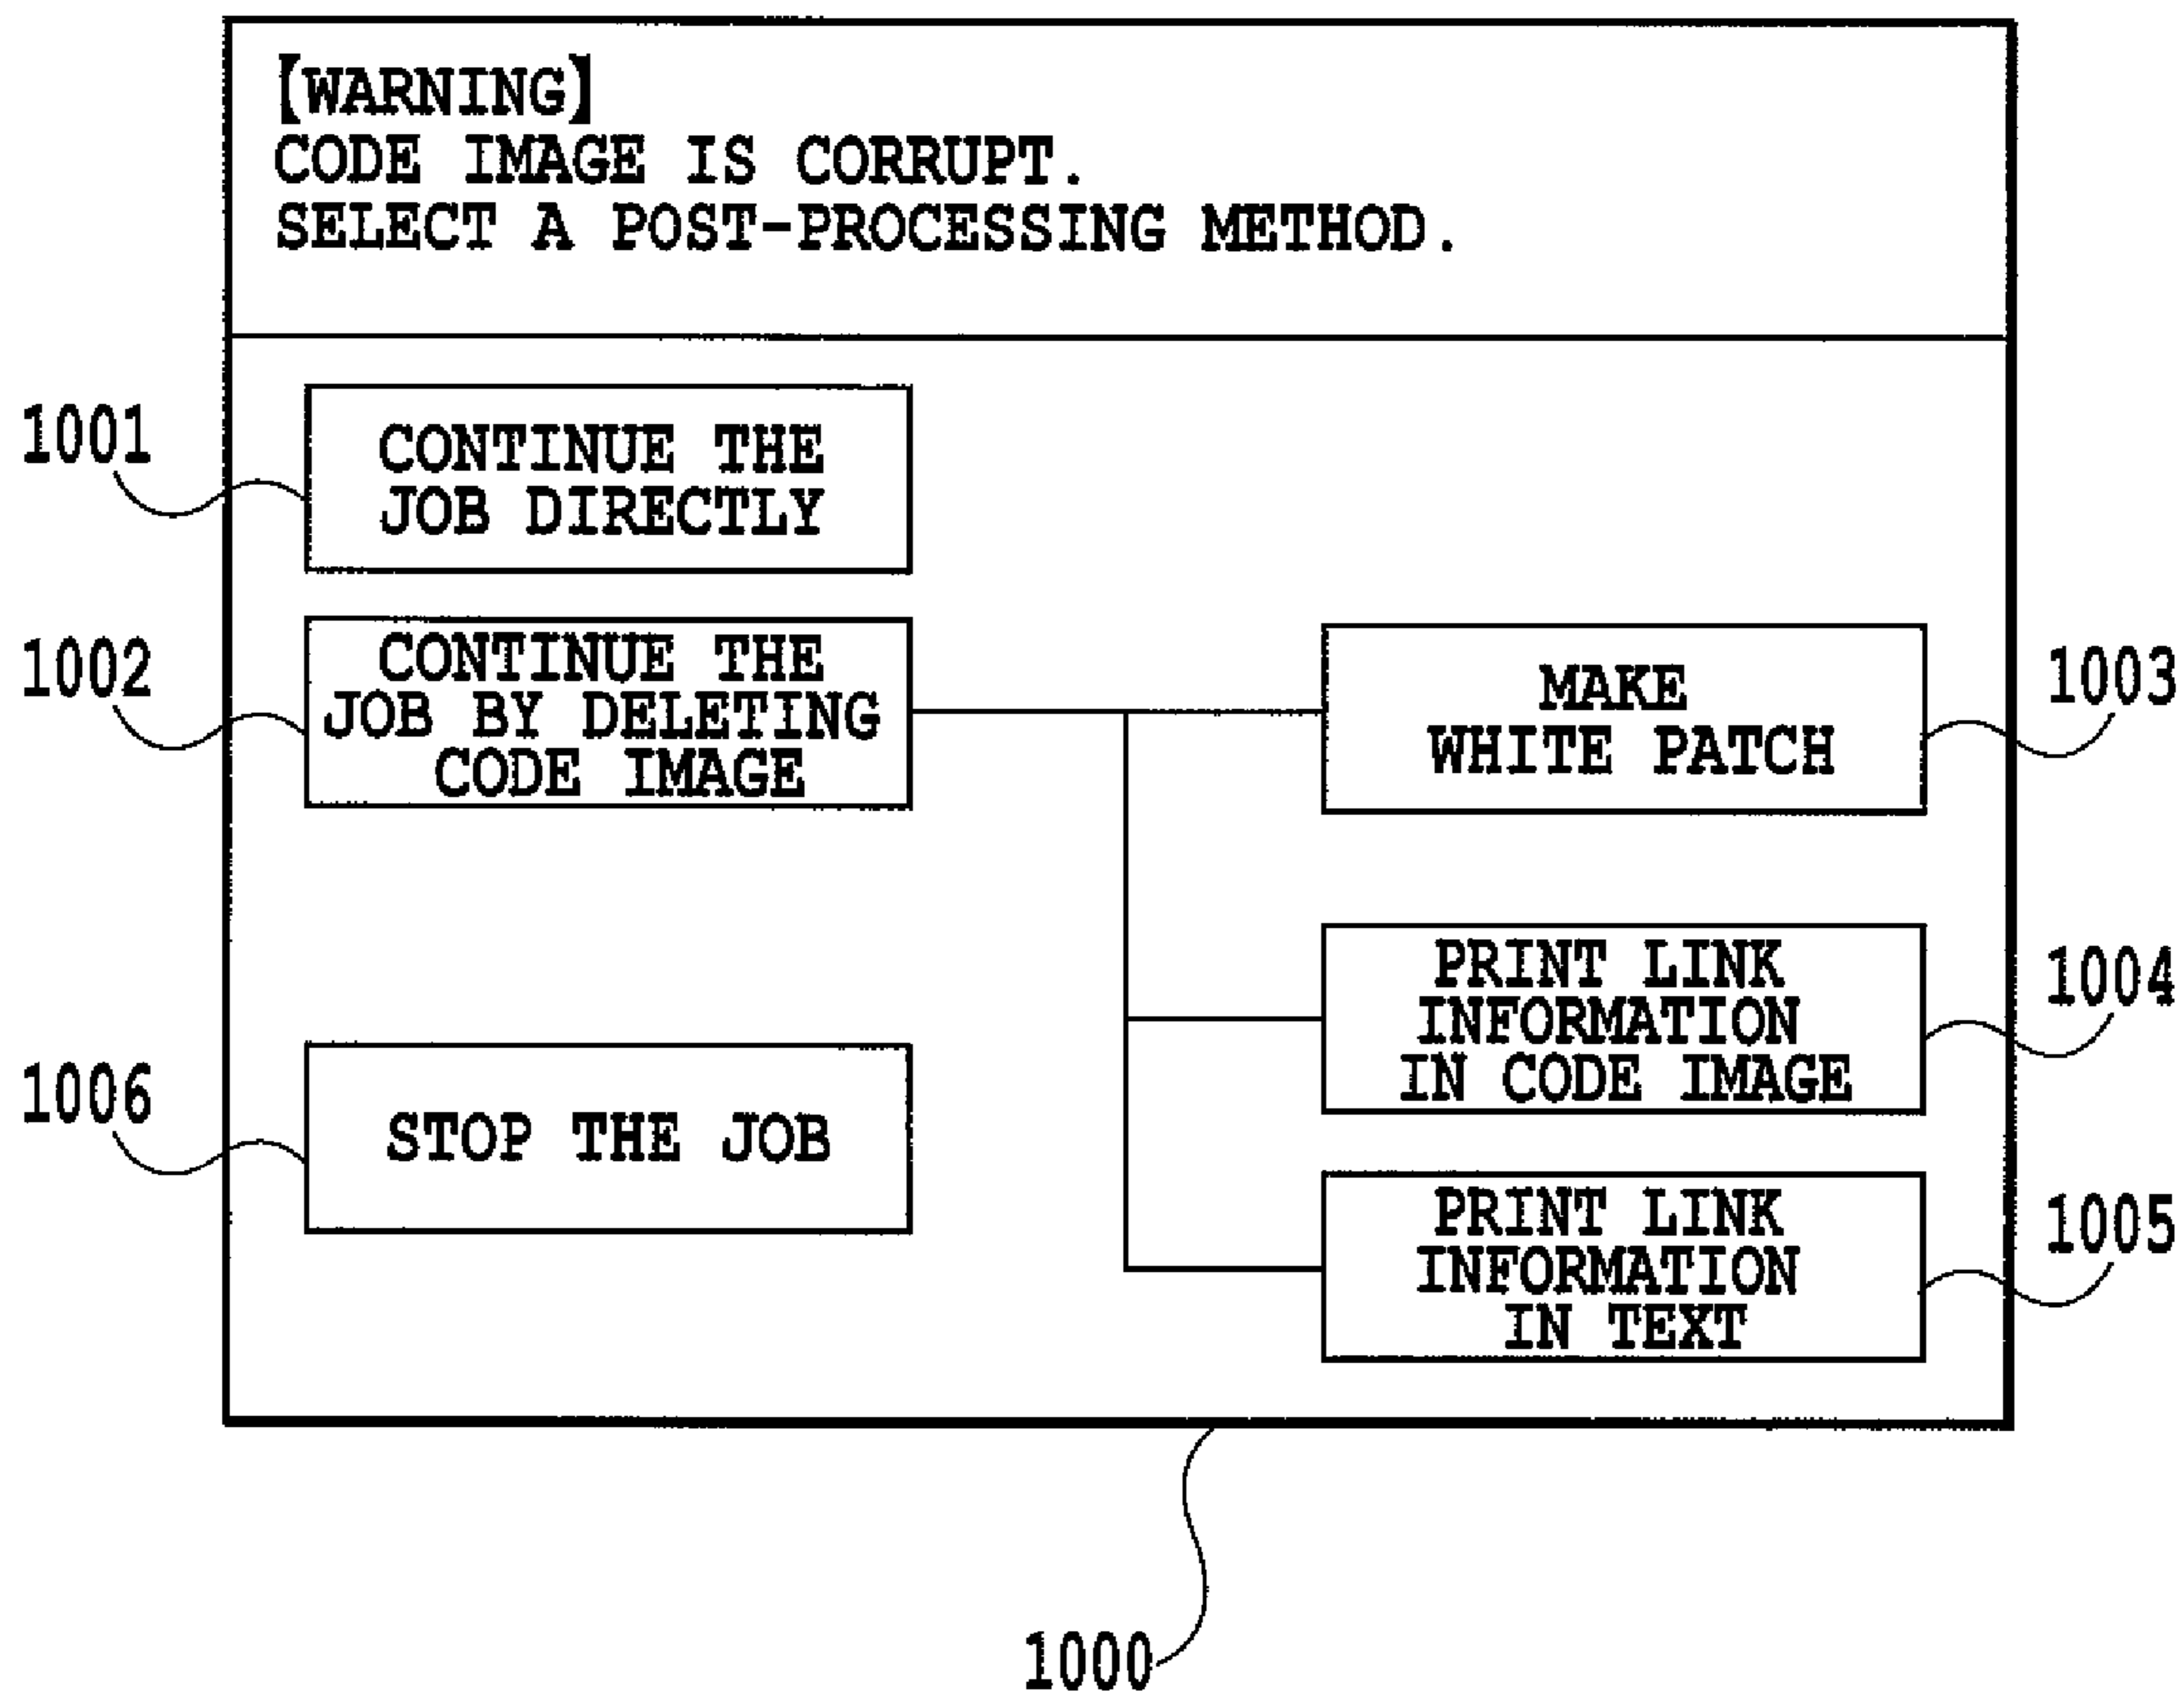 【WARNING】
CODE IMAGE IS CORRUPT.
SELECT A POST-PROCESSING METHOD.
1001
CONTINUE THE
JOB DIRECTLY
1002
CONTINUE THE
JOB BY DELETING
CODE IMAGE
MAKE
WHITE PATCH
1003
PRINT LINK
INFORMATION
IN CODE IMAGE
1004
1006
STOP THE JOB
PRINT LINK
INFORMATION
IN TEXT
1005
1000